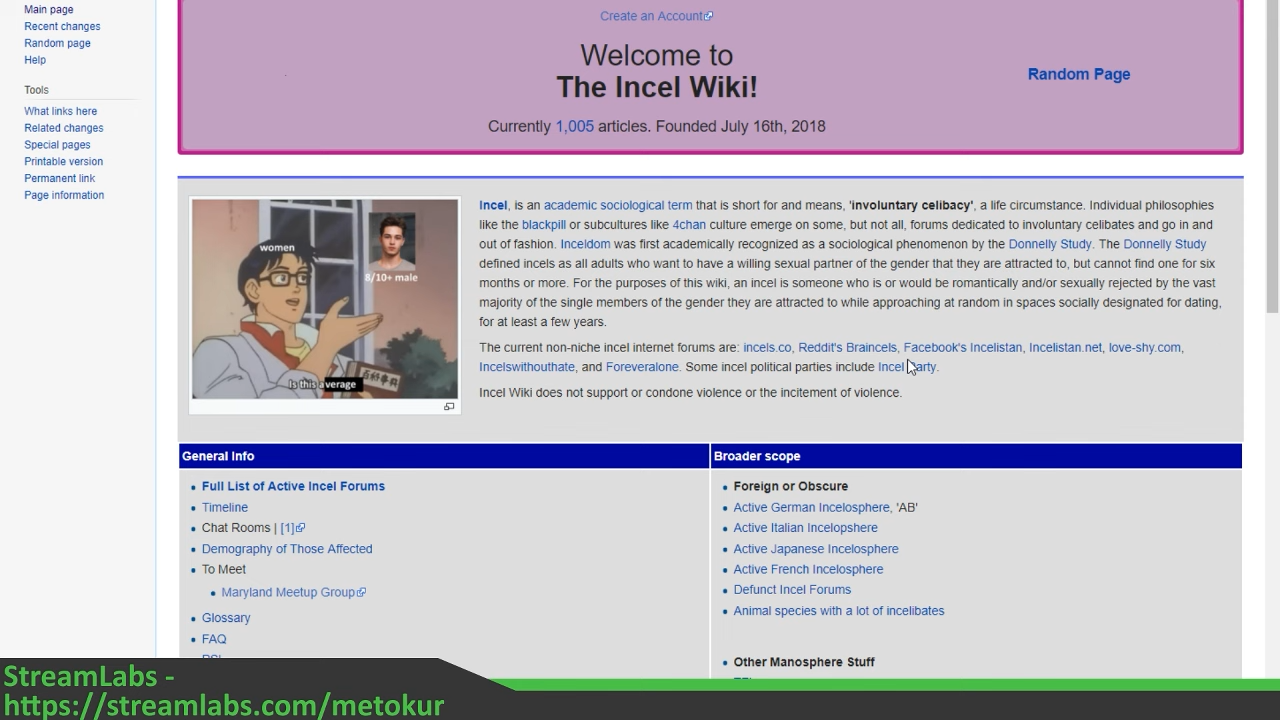 Main page
Recent changes
Random page
Help
Tools
What links here
Related changes
Special pages
Printable version
Permanent link
Page information
Create an Account
Welcome to
The Incel Wiki!
Random Page
Currently 1,005 articles. Founded July 16th, 2018
women
8/10+ male
Is this average
Incel, is an academic sociological term that is short for and means, 'involuntary celibacy', a life circumstance. Individual philosophies
like the blackpill or subcultures like 4chan culture emerge on some, but not all, forums dedicated to involuntary celibates and go in and
out of fashion. Inceldom was first academically recognized as a sociological phenomenon by the Donnelly Study. The Donnelly Study
defined incels as all adults who want to have a willing sexual partner of the gender that they are attracted to, but cannot find one for six
months or more. For the purposes of this wiki, an incel is someone who is or would be romantically and/or sexually rejected by the vast
majority of the single members of the gender they are attracted to while approaching at random in spaces socially designated for dating,
for at least a few years.
The current non-niche incel internet forums are: incels.co, Reddit's Braincels, Facebook's Incelistan, Incelistan.net, love-shy.com,
Incelswithouthate, and Foreveralone. Some incel political parties include Incel Party.
Incel Wiki does not support or condone violence or the incitement of violence.
General Info
Full List of Active Incel Forums
Timeline
Chat Rooms | [1]
Demography of Those Affected
To Meet
Maryland Meetup Group
Glossary
FAQ
Broader scope
Foreign or Obscure
Active German Incelosphere, 'AB'
Active Italian Incelopshere
Active Japanese Incelosphere
Active French Incelosphere
Defunct Incel Forums
Animal species with a lot of incelibates
Other Manosphere Stuff
StreamLabs -
https://streamlabs.com/metokur